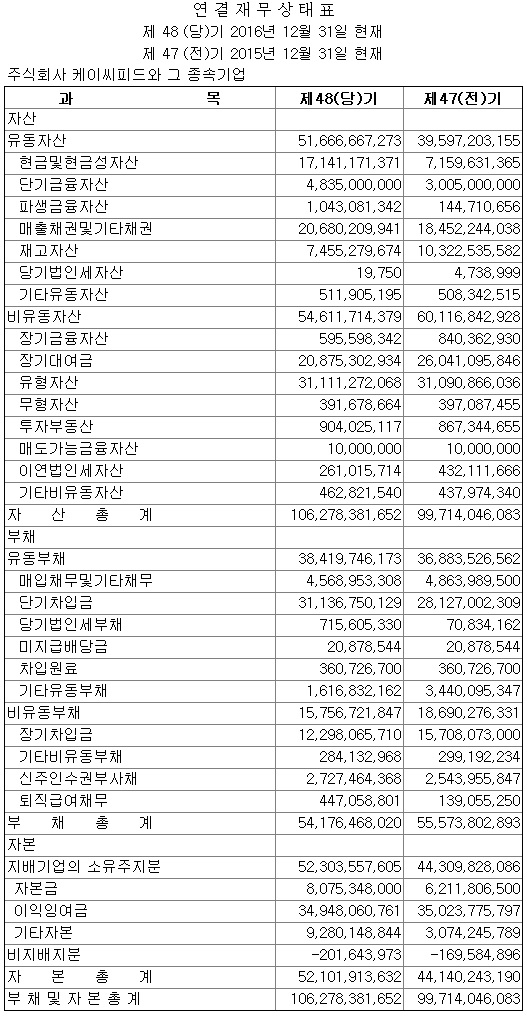 연 결 재 무 상 태 표
제 48 (당)기 2016년 12월 31일 현재
제 47 (전)기 2015년 12월 31일 현재
주식회사 케이씨피드와 그 종속기업
과 목 제48(당)기 제47(전)기
자산
유동자산 51,666,667,273 39,597,203,155
현금및현금성자산 17,141,171,371 7,159,631,365
단기금융자산 4,835,000,000 3,005,000,000
파생금융자산 1,043,081,342 144,710,656
매출채권및기타채권 20,680,209,941 18,452,244,038
재고자산 7,455,279,674 10,322,535,582
당기법인세자산 19,750 4,738,999
기타유동자산 511,905,195 508,342,515
비유동자산 54,611,714,379 60,116,842,928
장기금융자산 595,598,342 840,362,930
장기대여금 20,875,302,934 26,041,095,846
유형자산 31,111,272,068 31,090,866,036
무형자산 391,678,664 397,087,455
투자부동산 904,025,117 867,344,655
매도가능금융자산 10,000,000 10,000,000
이연법인세자산 261,015,714 432,111,666
기타비유동자산 462,821,540 437,974,340
자 산 총 계 106,278,381,652 99,714,046,083
부채
유동부채 38,419,746,173 36,883,526,562
매입채무및기타채무 4,568,953,308 4,863,989,500
단기차입금 31,136,750,129 28,127,002,309
당기법인세부채 715,605,330 70,834,162
미지급배당금 20,878,544 20,878,544
차입원료 360,726,700 360,726,700
기타유동부채 1,616,832,162 3,440,095,347
비유동부채 15,756,721,847 18,690,276,331
장기차입금 12,298,065,710 15,708,073,000
기타비유동부채 284,132,968 299,192,234
신주인수권부사채 2,727,464,368 2,543,955,847
퇴직급여채무 447,058,801 139,055,250
부 채 총 계 54,176,468,020 55,573,802,893
자본
지배기업의 소유주지분 52,303,557,605 44,309,828,086
자본금 8,075,348,000 6,211,806,500
이익잉여금 34,948,060,761 35,023,775,797
기타자본 9,280,148,844 3,074,245,789
비지배지분 -201,643,973 -169,584,896
자 본 총 계 52,101,913,632 44,140,243,190
부 채 및 자 본 총 계 106,278,381,652 99,714,046,083